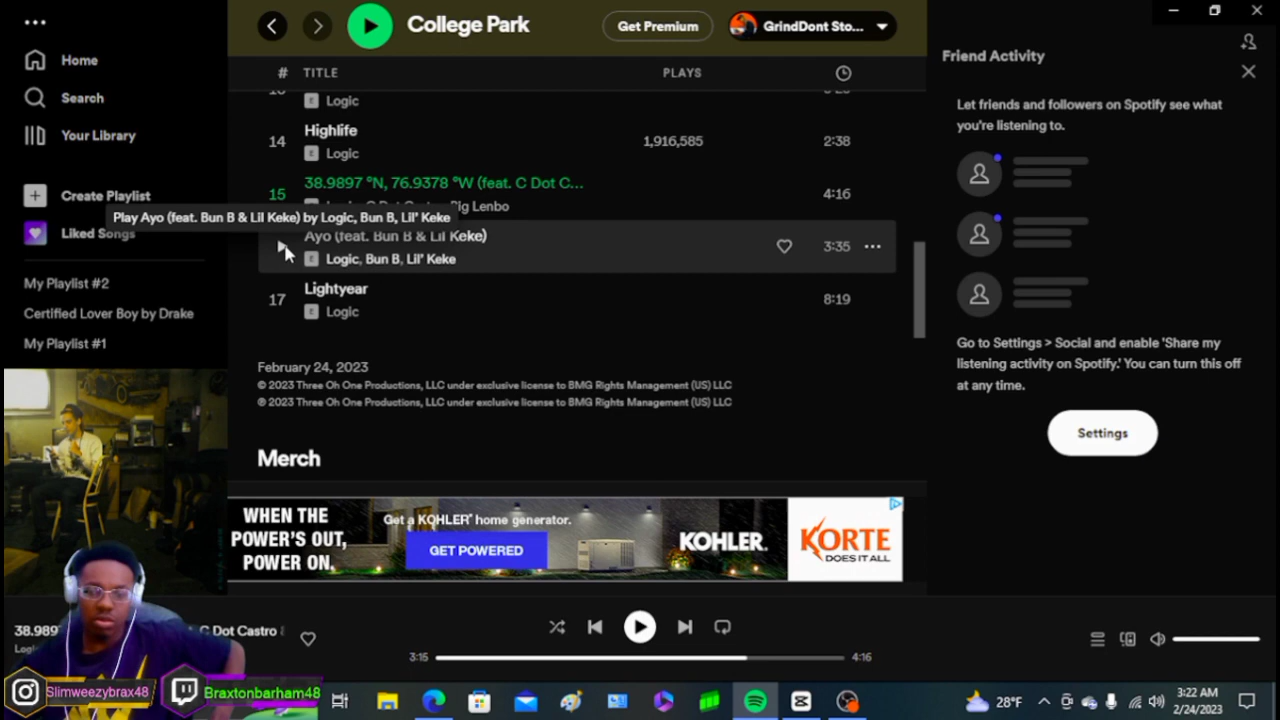 College Park
Get Premium
GrindDont Sto...
Home
Search
Your Library
Create Playlist
Liked Songs
My Playlist #2
Certified Lover Boy by Drake
My Playlist #1
# TITLE PLAYS
E Logic
14 Highlife 1,916,585 2:38
E Logic
15 38.9897 °N, 76.9378 °W (feat. C Dot C... 4:16
Big Lenbo
Play Ayo (feat. Bun B & Lil Keke) by Logic, Bun B, Lil' Keke
Ayo (feat. Bun B & Lil Keke) 3:35
E Logic, Bun B, Lil' Keke
17 Lightyear 8:19
E Logic
February 24, 2023
© 2023 Three Oh One Productions, LLC under exclusive license to BMG Rights Management (US) LLC
℗ 2023 Three Oh One Productions, LLC under exclusive license to BMG Rights Management (US) LLC
Merch
WHEN THE
POWER'S OUT,
POWER ON.
Get a KOHLER® home generator.
GET POWERED
KOHLER.
KORTE
DOES IT ALL
Friend Activity
Let friends and followers on Spotify see what
you're listening to.
Go to Settings > Social and enable 'Share my
listening activity on Spotify.' You can turn this off
at any time.
Settings
38.989 C Dot Castro &
3:15
4:16
Slimweezybrax48
Braxtonbarham48
28°F
3:22 AM
2/24/2023